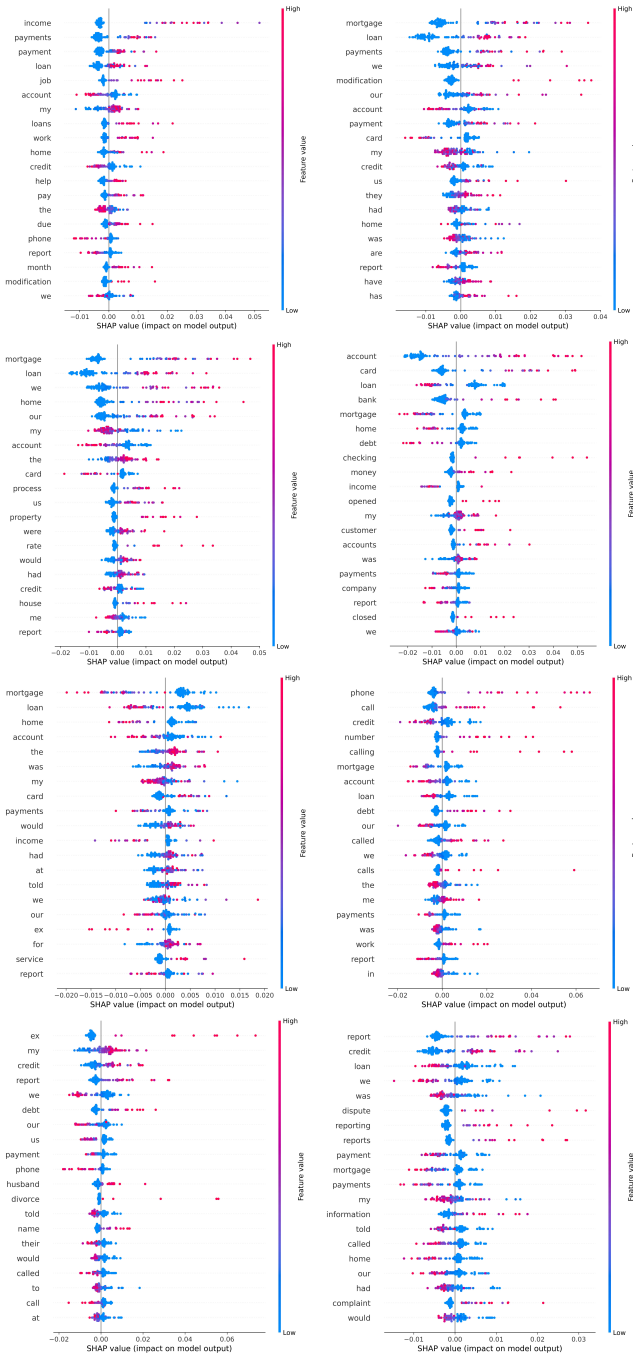 High
income
payments
payment
loan
job
account
my
loans
work
home
credit
help
pay
the
due
phone
report
month
modification
we
Low
Feature value
−0.01 0.00 0.01 0.02 0.03 0.04 0.05
SHAP value (impact on model output)
High
mortgage
loan
payments
we
modification
our
account
payment
card
my
credit
us
they
had
home
was
are
report
have
has
Low
−0.01 0.00 0.01 0.02 0.03 0.04
SHAP value (impact on model output)
High
mortgage
loan
we
home
our
my
account
the
card
process
us
property
were
rate
would
had
credit
house
me
report
Low
Feature value
−0.02 −0.01 0.00 0.01 0.02 0.03 0.04 0.05
SHAP value (impact on model output)
High
account
card
loan
bank
mortgage
home
debt
checking
money
income
opened
my
customer
accounts
was
payments
company
report
closed
we
Low
Feature value
−0.02 −0.01 0.00 0.01 0.02 0.03 0.04 0.05
SHAP value (impact on model output)
High
mortgage
loan
home
account
the
was
my
card
payments
would
income
had
at
told
we
our
ex
for
service
report
Low
Feature value
−0.020 −0.015 −0.010 −0.005 0.000 0.005 0.010 0.015 0.020
SHAP value (impact on model output)
High
phone
call
credit
number
calling
mortgage
account
loan
debt
our
called
we
calls
the
me
payments
was
work
report
in
Low
−0.02 0.00 0.02 0.04 0.06
SHAP value (impact on model output)
High
ex
my
credit
report
we
debt
our
us
payment
phone
husband
divorce
told
name
their
would
called
to
call
at
Low
Feature value
−0.02 0.00 0.02 0.04 0.06
SHAP value (impact on model output)
High
report
credit
loan
we
was
dispute
reporting
reports
payment
mortgage
payments
my
information
told
called
home
our
had
complaint
would
Low
Feature value
−0.01 0.00 0.01 0.02 0.03
SHAP value (impact on model output)